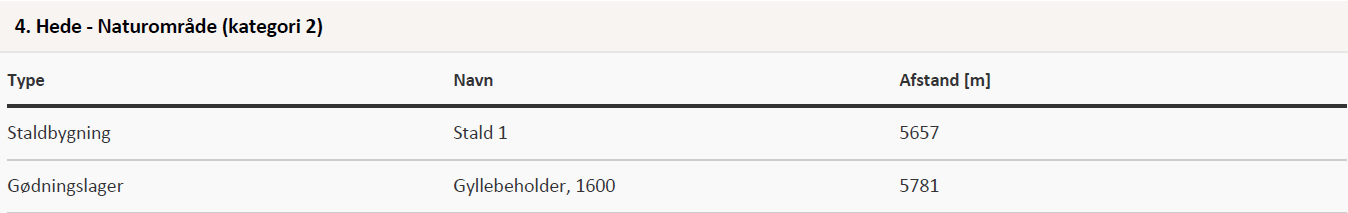 4. Hede - Naturområde (kategori 2)
Type Navn Afstand [m]
Staldbygning Stald 1 5657
Gødningslager Gyllebeholder, 1600 5781